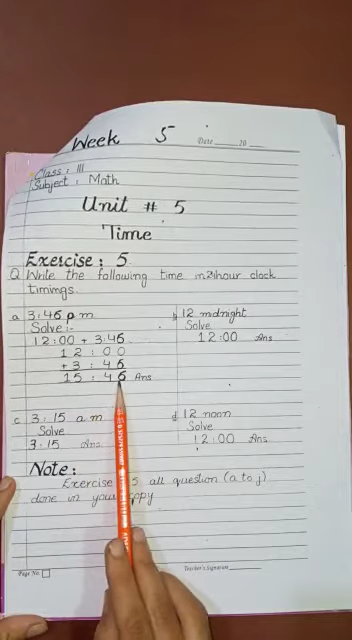 Week 5
Date 20
Class : III
Subject : Math
Unit # 5
Time
Exercise : 5
Q Write the following time in 24hour clock
timings.
a 3:46 p m
Solve :-
12:00 + 3:46
12:00
+3:46
15:46 Ans
b 12 mdnight
Solve
12:00 Ans
c 3:15 a.m
Solve
3:15 Ans
d 12 noon
Solve
12:00 Ans
Note:
Exercise 5 all question (a to j)
done in your copy
Page No.
Teacher's Signature